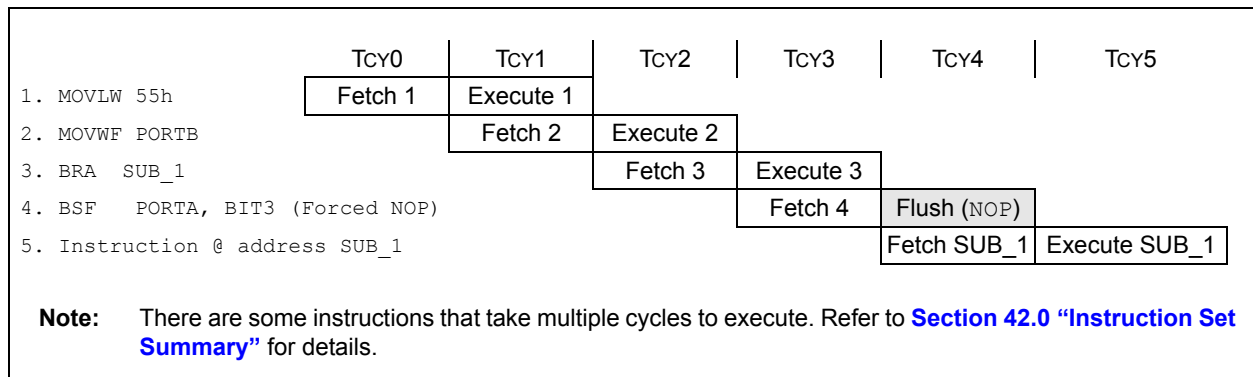 TCY0 TCY1 TCY2 TCY3 TCY4 TCY5
1. MOVLW 55h Fetch 1 Execute 1
2. MOVWF PORTB Fetch 2 Execute 2
3. BRA SUB_1 Fetch 3 Execute 3
4. BSF PORTA, BIT3 (Forced NOP) Fetch 4 Flush (NOP)
5. Instruction @ address SUB_1 Fetch SUB_1 Execute SUB_1
Note: There are some instructions that take multiple cycles to execute. Refer to Section 42.0 “Instruction Set
Summary” for details.